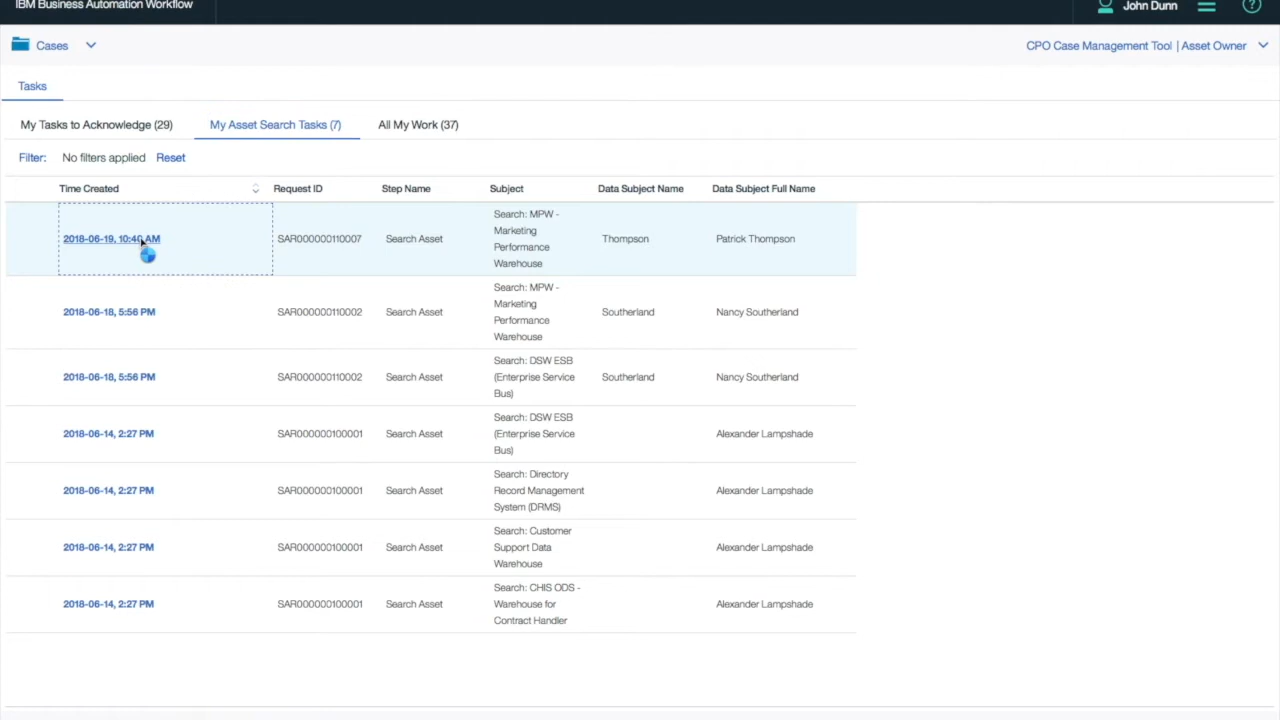 IBM Business Automation Workflow
John Dunn
?
Cases
CPO Case Management Tool | Asset Owner
Tasks
My Tasks to Acknowledge (29)
My Asset Search Tasks (7)
All My Work (37)
Filter: No filters applied Reset
Time Created Request ID Step Name Subject Data Subject Name Data Subject Full Name
2018-06-19, 10:40 AM SAR000000110007 Search Asset
Search: MPW -
Marketing
Performance
Warehouse
Thompson Patrick Thompson
2018-06-18, 5:56 PM SAR000000110002 Search Asset
Search: MPW -
Marketing
Performance
Warehouse
Southerland Nancy Southerland
2018-06-18, 5:56 PM SAR000000110002 Search Asset
Search: DSW ESB
(Enterprise Service
Bus)
Southerland Nancy Southerland
2018-06-14, 2:27 PM SAR000000100001 Search Asset
Search: DSW ESB
(Enterprise Service
Bus)
Alexander Lampshade
2018-06-14, 2:27 PM SAR000000100001 Search Asset
Search: Directory
Record Management
System (DRMS)
Alexander Lampshade
2018-06-14, 2:27 PM SAR000000100001 Search Asset
Search: Customer
Support Data
Warehouse
Alexander Lampshade
2018-06-14, 2:27 PM SAR000000100001 Search Asset
Search: CHIS ODS -
Warehouse for
Contract Handler
Alexander Lampshade